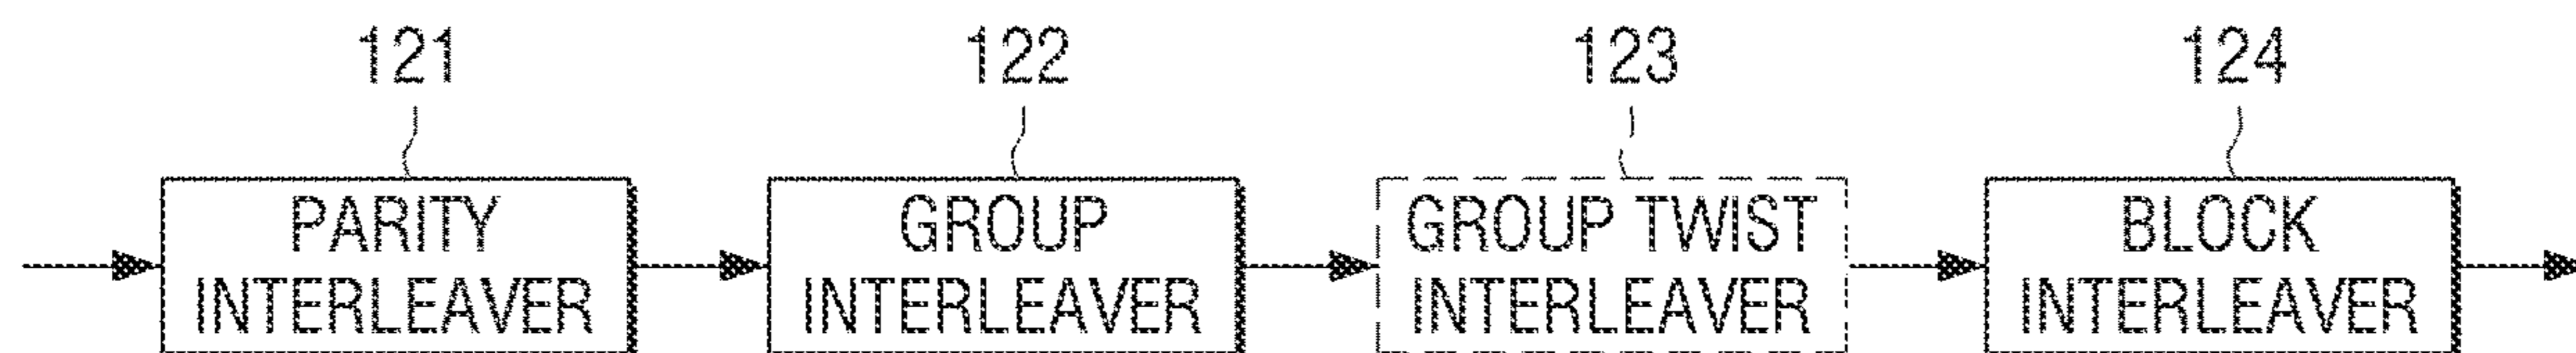 121
122
123
124
PARITY
INTERLEAVER
GROUP
INTERLEAVER
GROUP TWIST
INTERLEAVER
BLOCK
INTERLEAVER